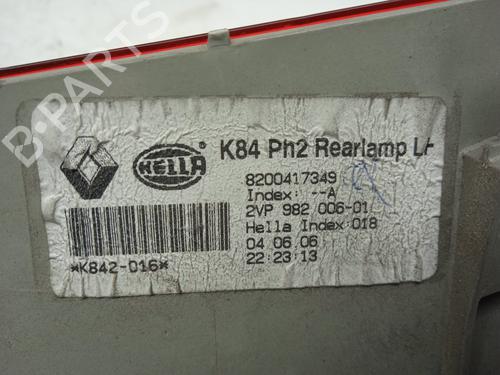 B-PARTS
HELLA
K84 Ph2 Rearlamp LH
8200417349
Index: --A
2VP 982 006-01
Hella Index:018
04.06.06
22:23:13
*K842-016*